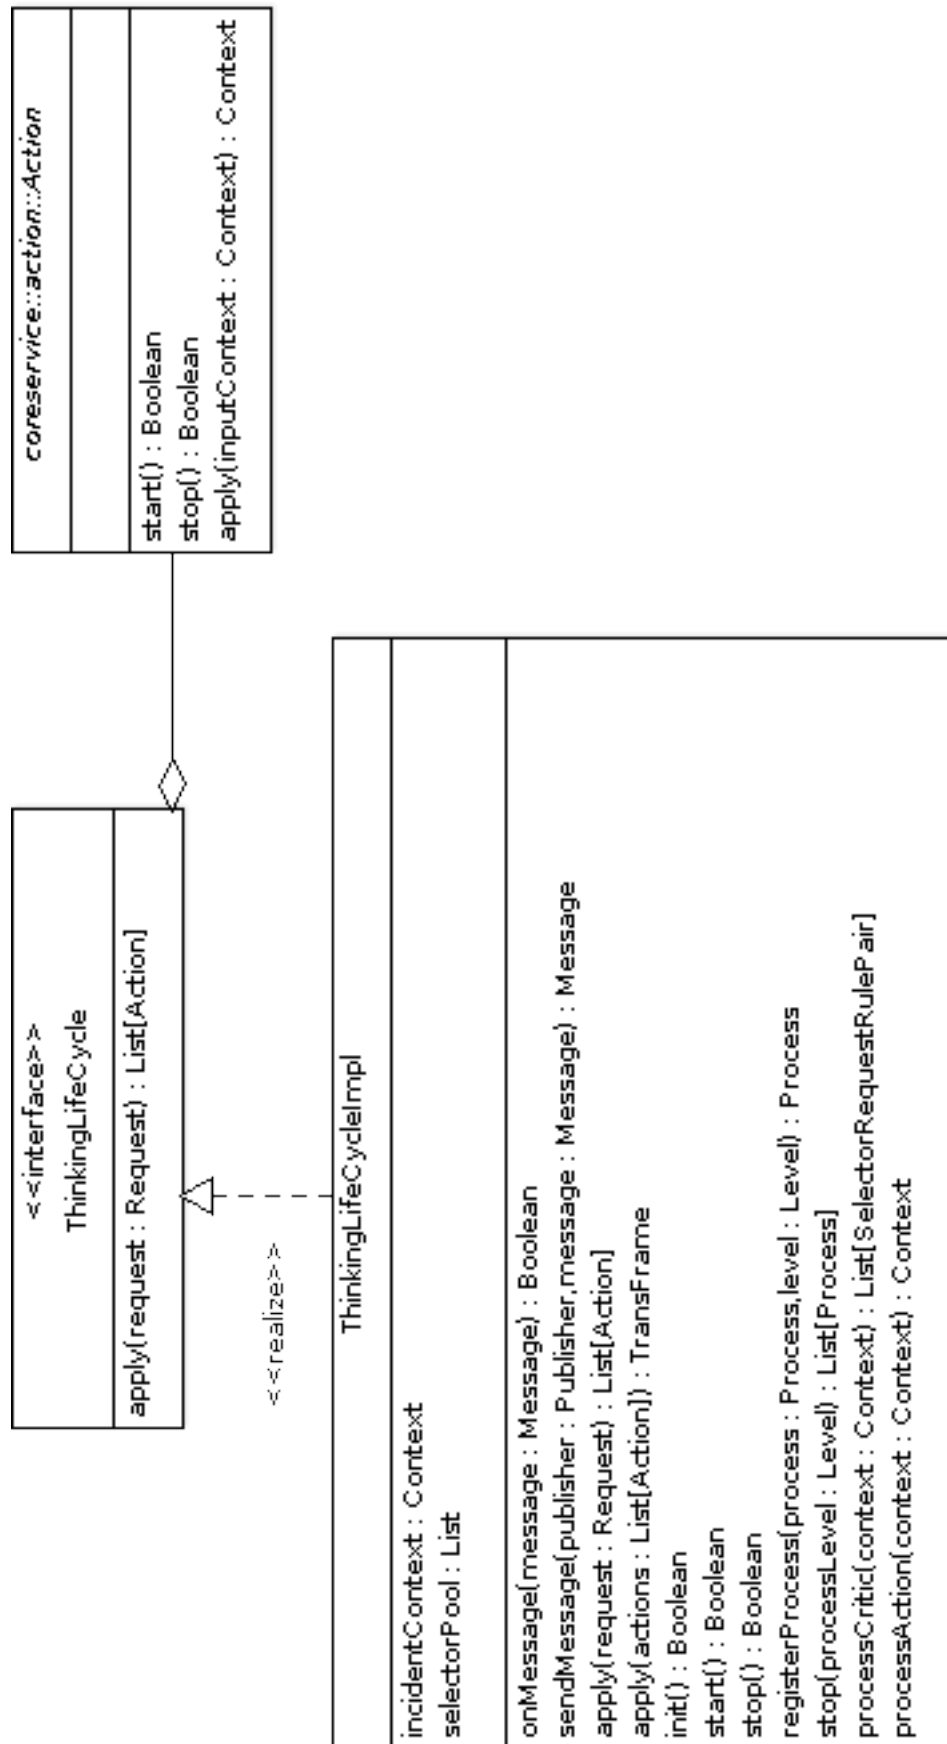 <<interface>>
ThinkingLifeCycle
apply(request : Request) : List[Action]
coreservice::action::Action
start() : Boolean
stop() : Boolean
apply(inputContext : Context) : Context
<<realize>>
ThinkingLifeCycleImpl
incidentContext : Context
selectorPool : List
onMessage(message : Message) : Boolean
sendMessage(publisher : Publisher,message : Message) : Message
apply(request : Request) : List[Action]
apply(actions : List[Action]) : TransFrame
init() : Boolean
start() : Boolean
stop() : Boolean
registerProcess(process : Process,level : Level) : Process
stop(processLevel : Level) : List[Process]
processCritic(context : Context) : List[SelectorRequestRulePair]
processAction(context : Context) : Context